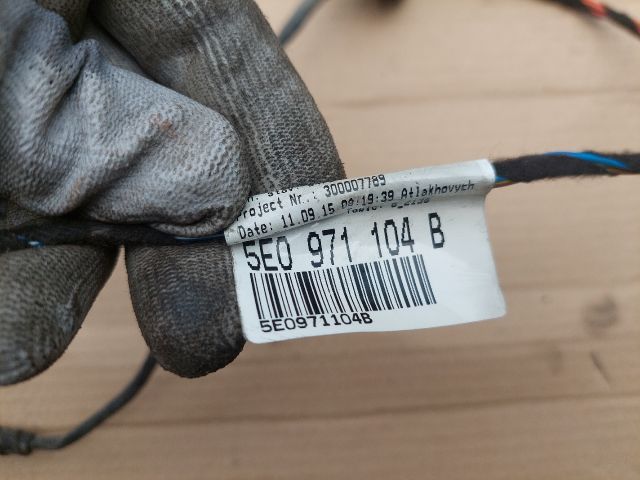 Project Nr.: 300007789
Date: 11.09.15 09:19:39 Atlakhovych
5E0 971 104 B
5E0971104B